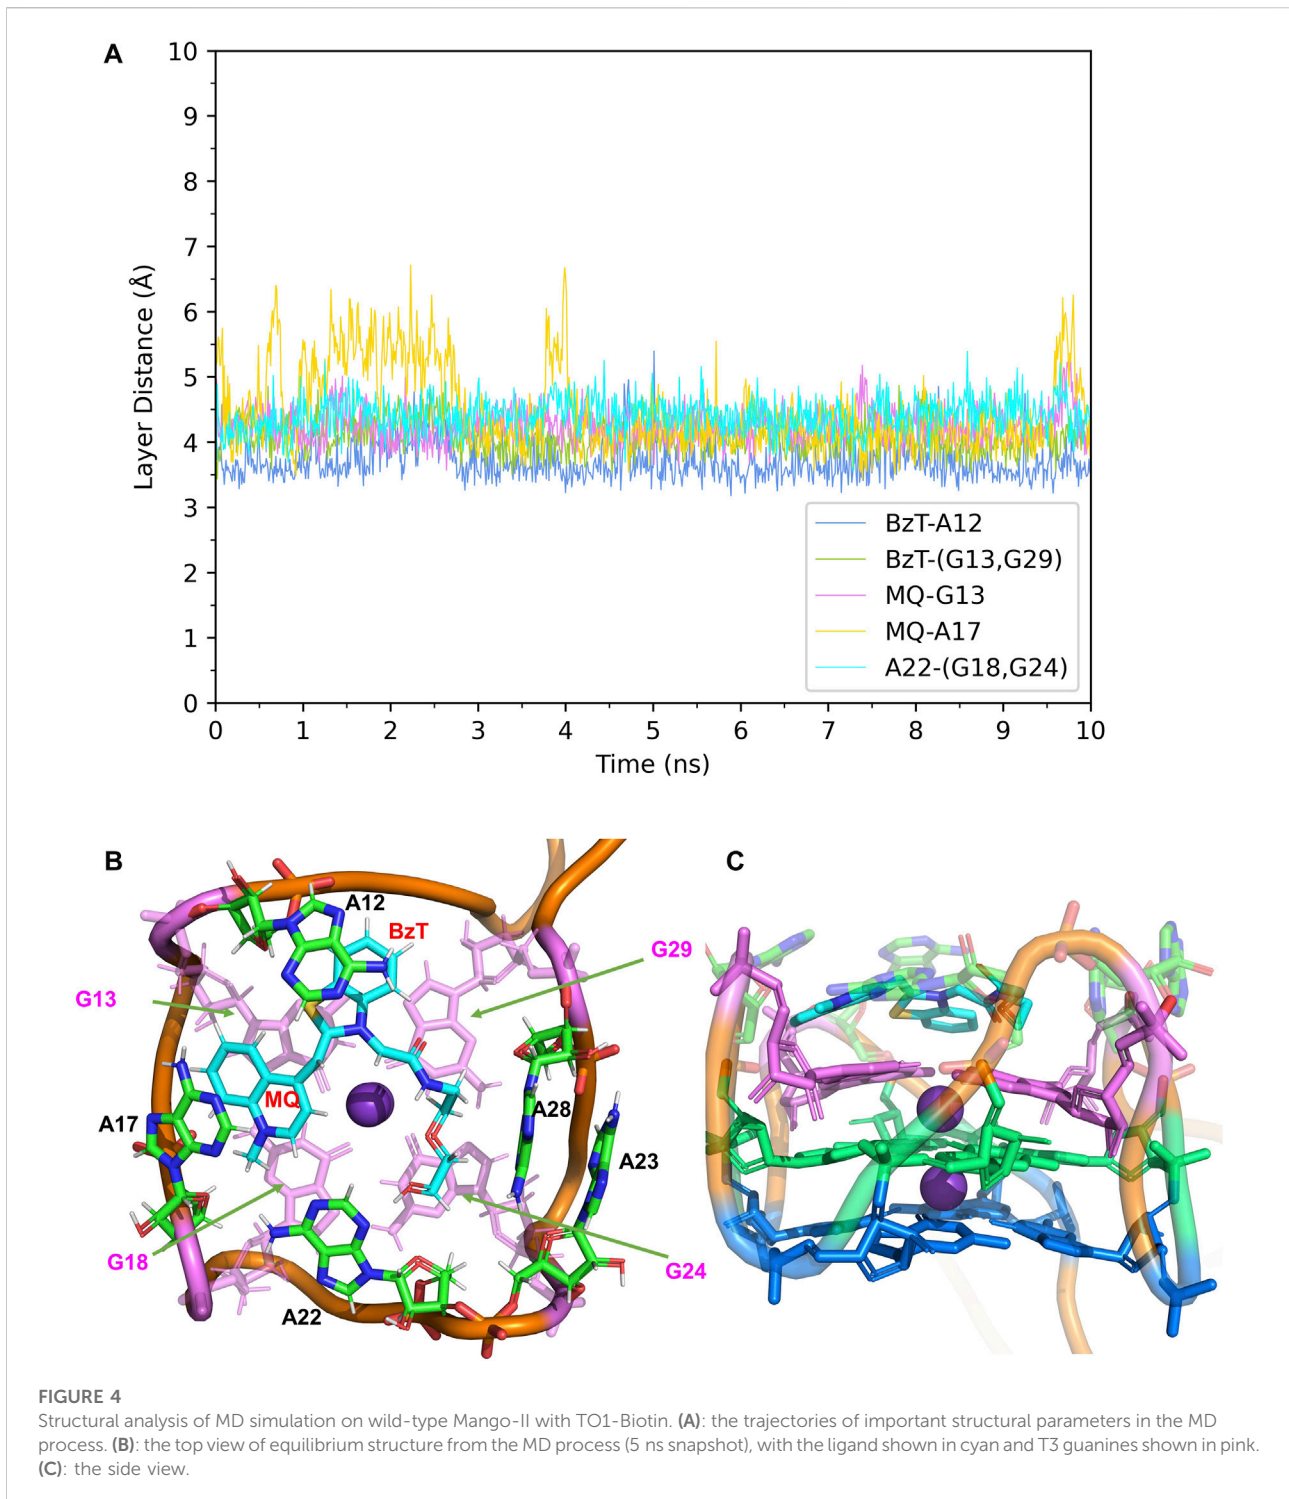 A
10
9
8
7
6
5
4
3
2
1
0
Layer Distance (Å)
0 1 2 3 4 5 6 7 8 9 10
Time (ns)
BzT-A12
BzT-(G13,G29)
MQ-G13
MQ-A17
A22-(G18,G24)
B
A12
BzT
G29
G13
MQ
A17
A28
A23
G18
G24
A22
C
FIGURE 4
Structural analysis of MD simulation on wild-type Mango-II with TO1-Biotin. (A): the trajectories of important structural parameters in the MD
process. (B): the top view of equilibrium structure from the MD process (5 ns snapshot), with the ligand shown in cyan and T3 guanines shown in pink.
(C): the side view.